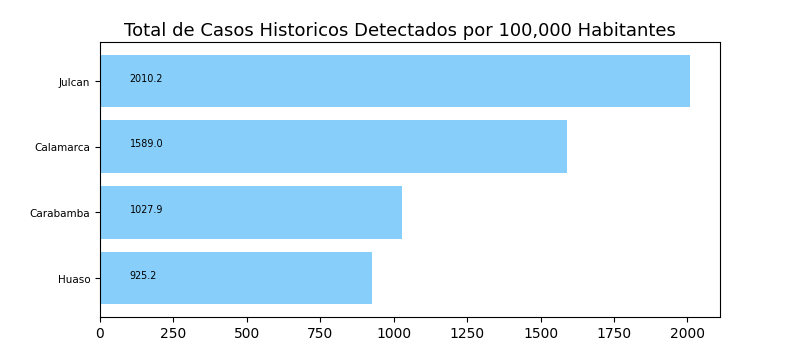 Total de Casos Historicos Detectados por 100,000 Habitantes
Julcan 2010.2
Calamarca 1589.0
Carabamba 1027.9
Huaso 925.2
0 250 500 750 1000 1250 1500 1750 2000